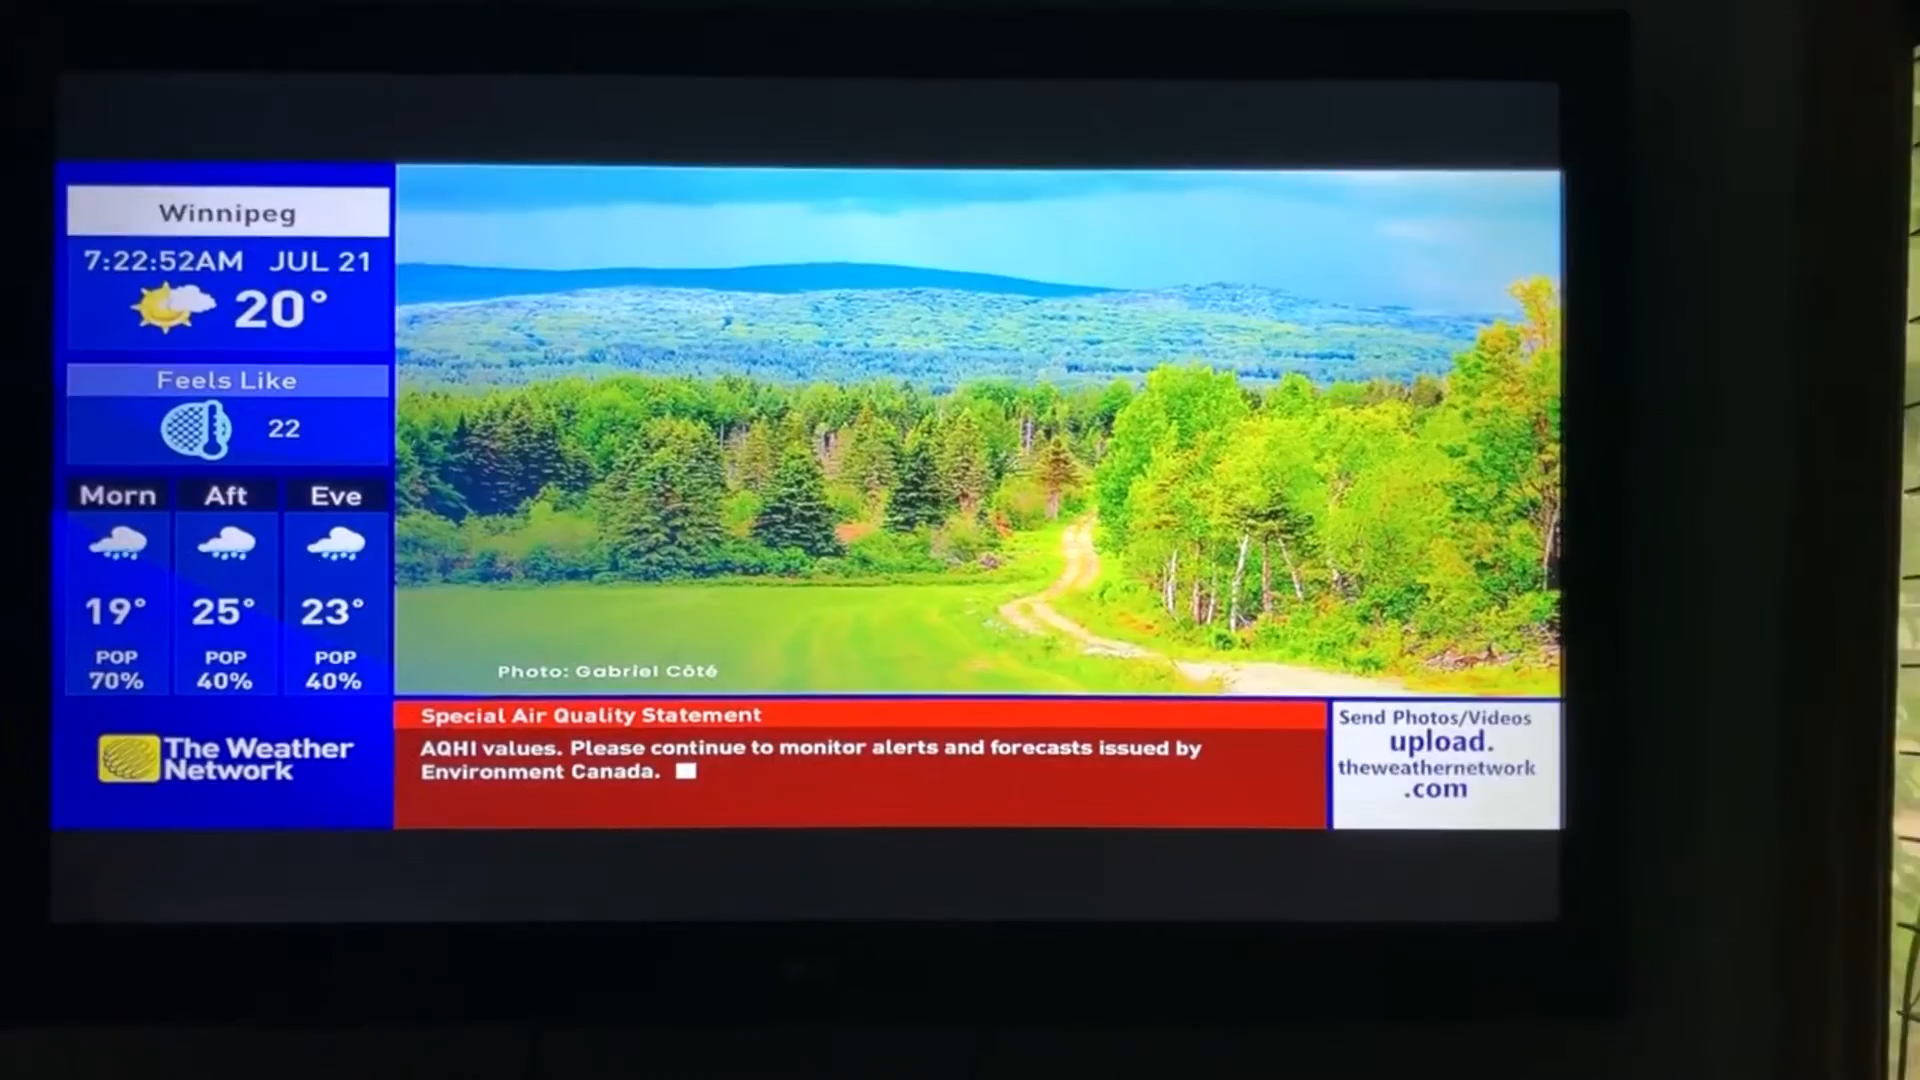 Winnipeg
7:22:52AM JUL 21
20°
Feels Like
22
Morn Aft Eve
19° 25° 23°
POP POP POP
70% 40% 40%
The Weather
Network
Photo: Gabriel Côté
Special Air Quality Statement
AQHI values. Please continue to monitor alerts and forecasts issued by
Environment Canada.
Send Photos/Videos
upload.
theweathernetwork
.com